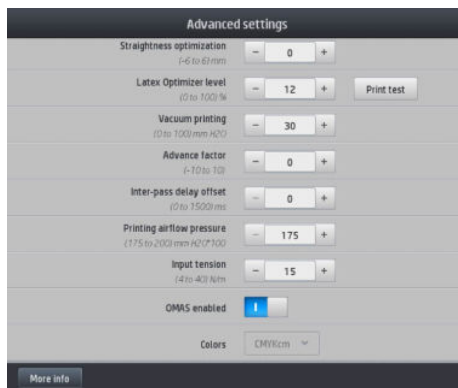 Advanced settings
Straightness optimization
(-6 to 6) mm
- 0 +
Latex Optimizer level
(0 to 100) %
- 12 +
Print test
Vacuum printing
(0 to 100) mm H2O
- 30 +
Advance factor
(-10 to 10)
- 0 +
Inter-pass delay offset
(0 to 1500) ms
- 0 +
Printing airflow pressure
(175 to 200) mm H2O*100
- 175 +
Input tension
(4 to 40) N/m
- 15 +
OMAS enabled
I
Colors
CMYKcm
More info